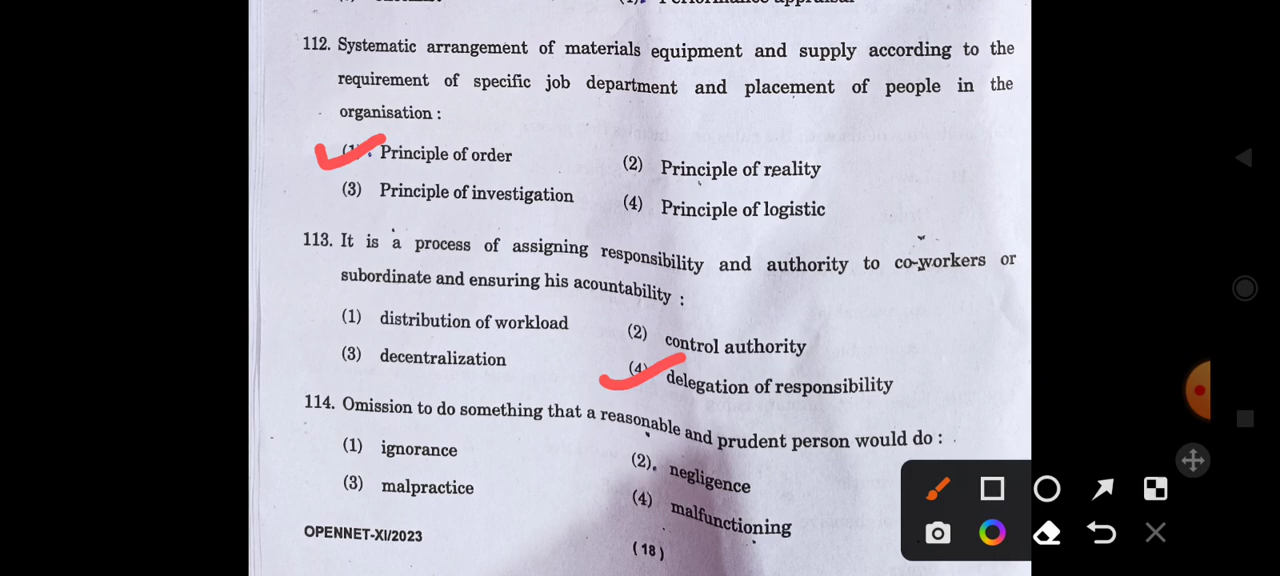 112. Systematic arrangement of materials equipment and supply according to the
requirement of specific job department and placement of people in the
organisation :
(1) Principle of order
(2) Principle of reality
(3) Principle of investigation
(4) Principle of logistic
113. It is a process of assigning responsibility and authority to co-workers or
subordinate and ensuring his acountability :
(1) distribution of workload
(2) control authority
(3) decentralization
(4) delegation of responsibility
114. Omission to do something that a reasonable and prudent person would do :
(1) ignorance
(2) negligence
(3) malpractice
(4) malfunctioning
OPENNET-XI/2023
(18)